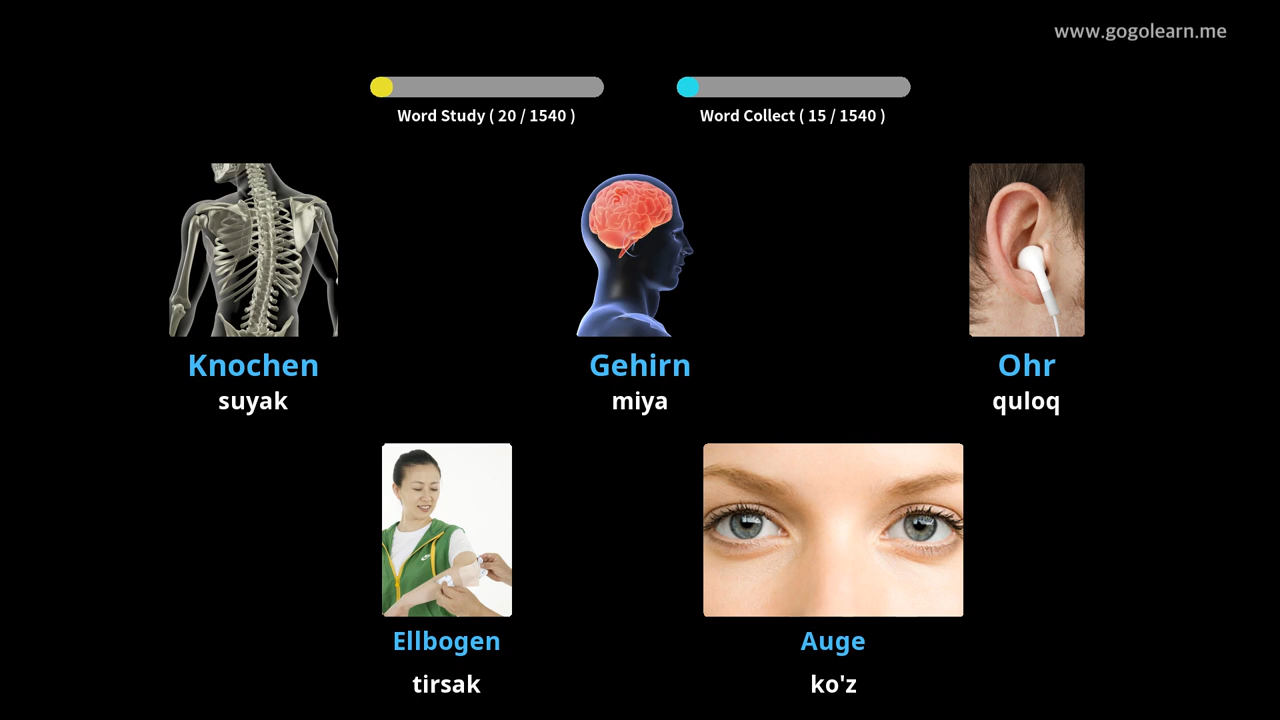 www.gogolearn.me
Word Study ( 20 / 1540 )
Word Collect ( 15 / 1540 )
Knochen
suyak
Gehirn
miya
Ohr
quloq
Ellbogen
tirsak
Auge
ko'z